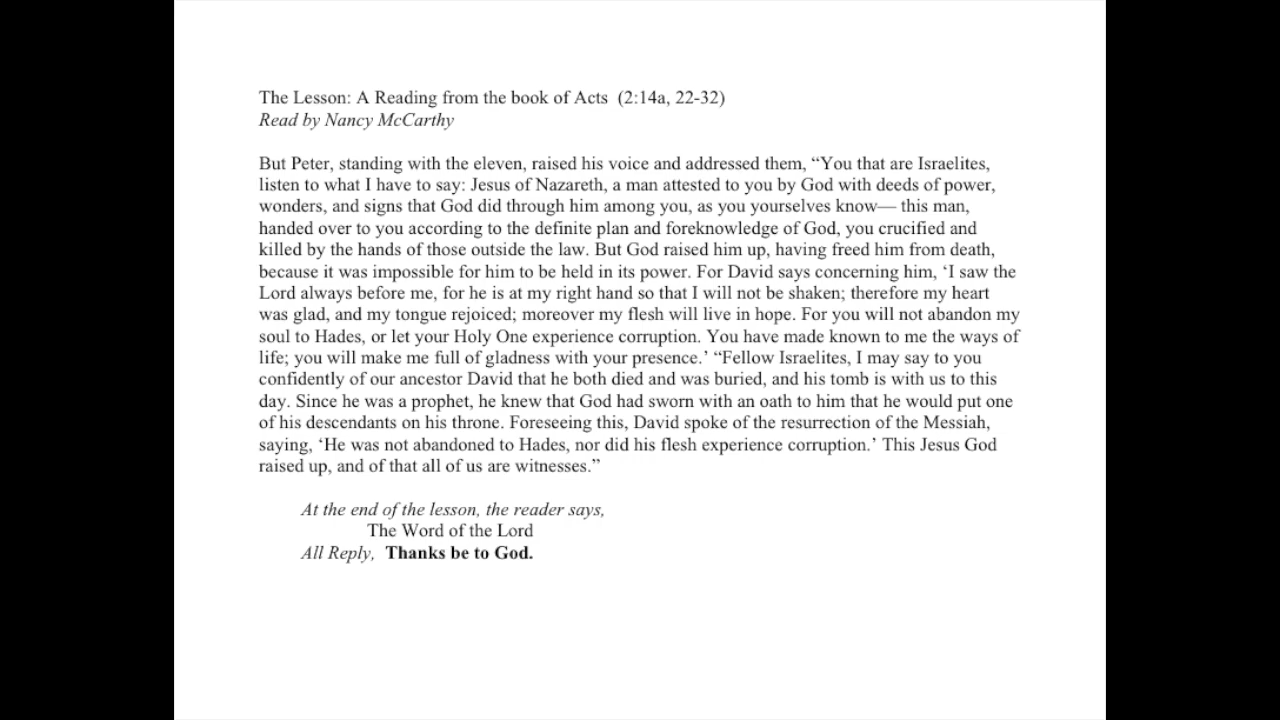 The Lesson: A Reading from the book of Acts  (2:14a, 22-32)
Read by Nancy McCarthy
But Peter, standing with the eleven, raised his voice and addressed them, “You that are Israelites,
listen to what I have to say: Jesus of Nazareth, a man attested to you by God with deeds of power,
wonders, and signs that God did through him among you, as you yourselves know— this man,
handed over to you according to the definite plan and foreknowledge of God, you crucified and
killed by the hands of those outside the law. But God raised him up, having freed him from death,
because it was impossible for him to be held in its power. For David says concerning him, ‘I saw the
Lord always before me, for he is at my right hand so that I will not be shaken; therefore my heart
was glad, and my tongue rejoiced; moreover my flesh will live in hope. For you will not abandon my
soul to Hades, or let your Holy One experience corruption. You have made known to me the ways of
life; you will make me full of gladness with your presence.’ “Fellow Israelites, I may say to you
confidently of our ancestor David that he both died and was buried, and his tomb is with us to this
day. Since he was a prophet, he knew that God had sworn with an oath to him that he would put one
of his descendants on his throne. Foreseeing this, David spoke of the resurrection of the Messiah,
saying, ‘He was not abandoned to Hades, nor did his flesh experience corruption.’ This Jesus God
raised up, and of that all of us are witnesses.”
At the end of the lesson, the reader says,
The Word of the Lord
All Reply,  Thanks be to God.